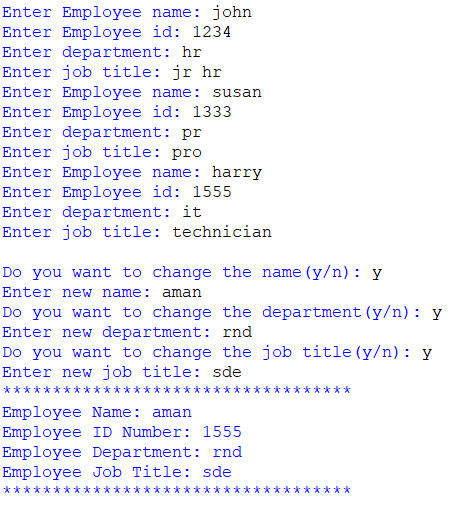 Enter Employee name: john
Enter Employee id: 1234
Enter department: hr
Enter job title: jr hr
Enter Employee name: susan
Enter Employee id: 1333
Enter department: pr
Enter job title: pro
Enter Employee name: harry
Enter Employee id: 1555
Enter department: it
Enter job title: technician
Do you want to change the name(y/n): y
Enter new name: aman
Do you want to change the department(y/n): y
Enter new department: rnd
Do you want to change the job title(y/n): y
Enter new job title: sde
***********************************
Employee Name: aman
Employee ID Number: 1555
Employee Department: rnd
Employee Job Title: sde
***********************************